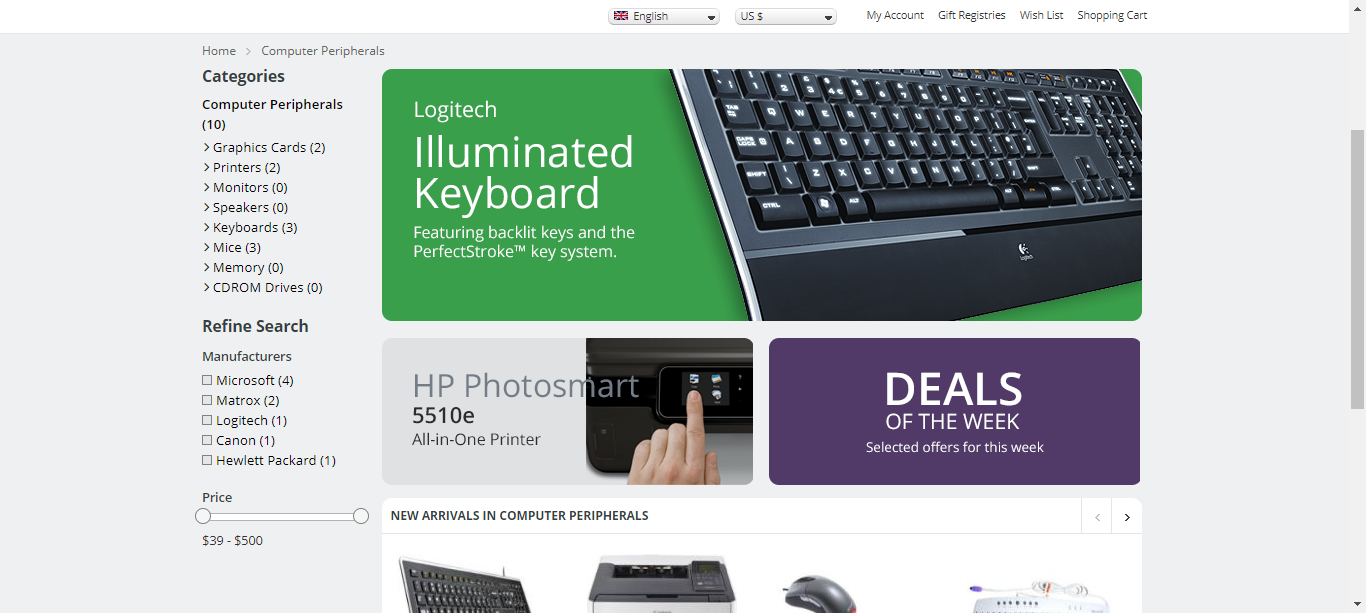 English
US $
My Account
Gift Registries
Wish List
Shopping Cart
Home > Computer Peripherals
Categories
Computer Peripherals
(10)
Graphics Cards (2)
Printers (2)
Monitors (0)
Speakers (0)
Keyboards (3)
Mice (3)
Memory (0)
CDROM Drives (0)
Refine Search
Manufacturers
Microsoft (4)
Matrox (2)
Logitech (1)
Canon (1)
Hewlett Packard (1)
Price
$39 - $500
Logitech
Illuminated
Keyboard
Featuring backlit keys and the
PerfectStroke™ key system.
HP Photosmart
5510e
All-in-One Printer
DEALS
OF THE WEEK
Selected offers for this week
NEW ARRIVALS IN COMPUTER PERIPHERALS